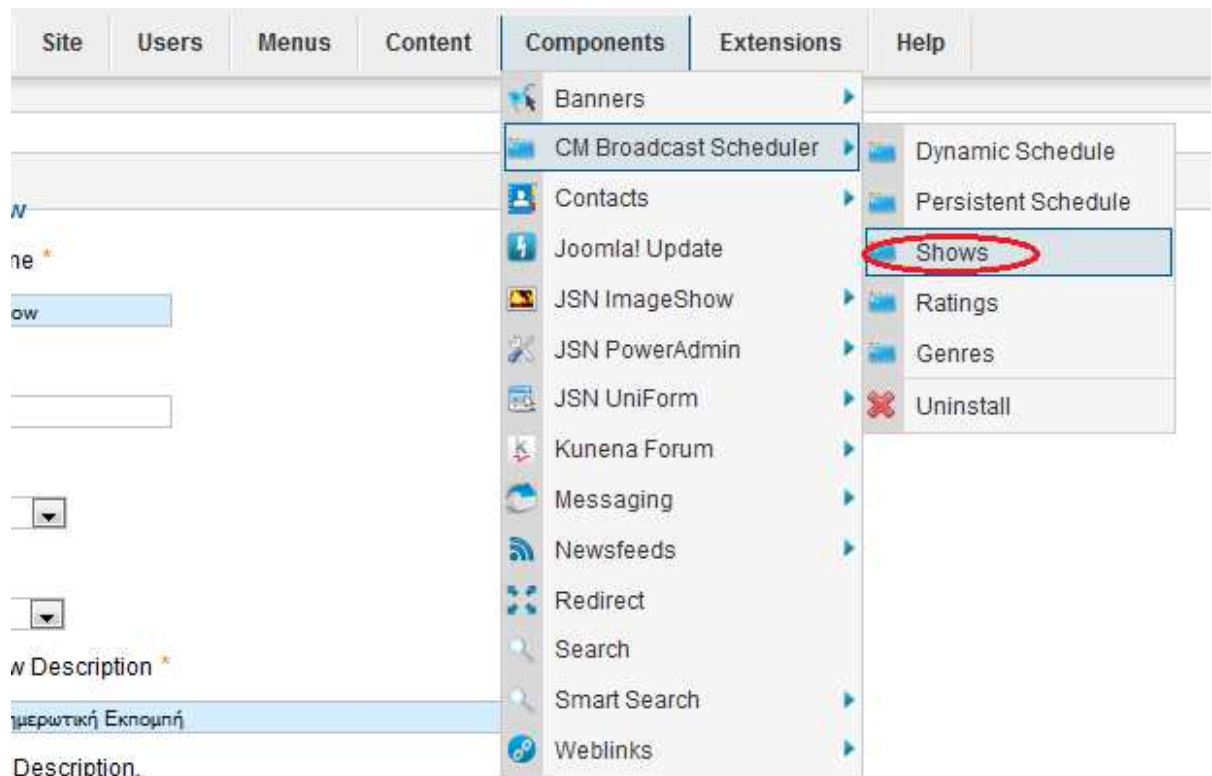 Site Users Menus Content Components Extensions Help
Banners
CM Broadcast Scheduler
Contacts
Joomla! Update
JSN ImageShow
JSN PowerAdmin
JSN UniForm
Kunena Forum
Messaging
Newsfeeds
Redirect
Search
Smart Search
Weblinks
Dynamic Schedule
Persistent Schedule
Shows
Ratings
Genres
Uninstall
w
me *
ow
w Description *
ημερωτική Εκπομπή
Description.